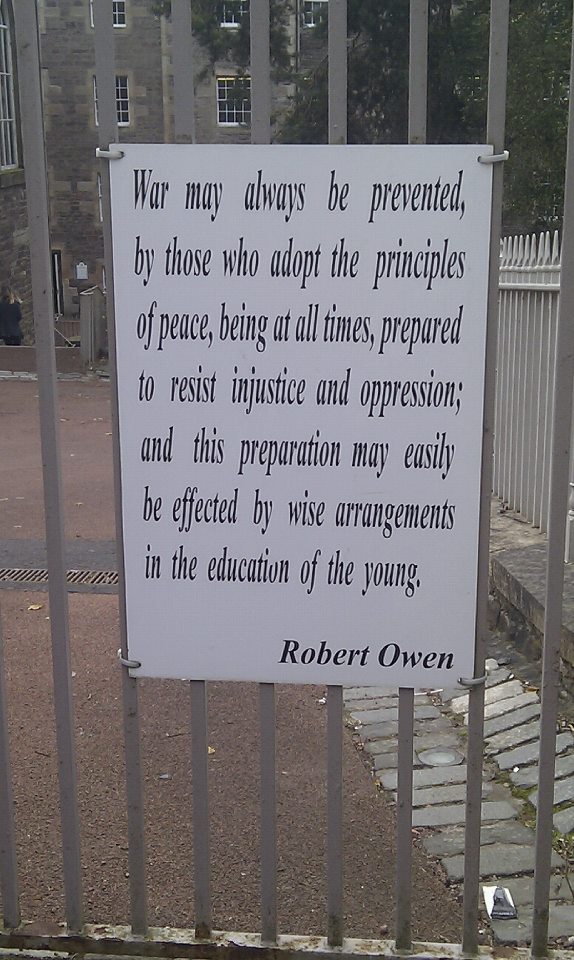 War may always be prevented,
by those who adopt the principles
of peace, being at all times, prepared
to resist injustice and oppression;
and this preparation may easily
be effected by wise arrangements
in the education of the young.
Robert Owen